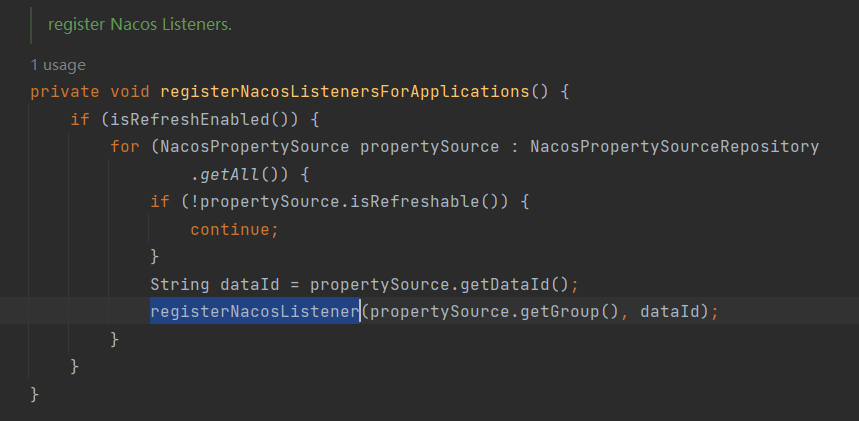 register Nacos Listeners.
1 usage
private void registerNacosListenersForApplications() {
    if (isRefreshEnabled()) {
        for (NacosPropertySource propertySource : NacosPropertySourceRepository
                .getAll()) {
            if (!propertySource.isRefreshable()) {
                continue;
            }
            String dataId = propertySource.getDataId();
            registerNacosListener(propertySource.getGroup(), dataId);
        }
    }
}